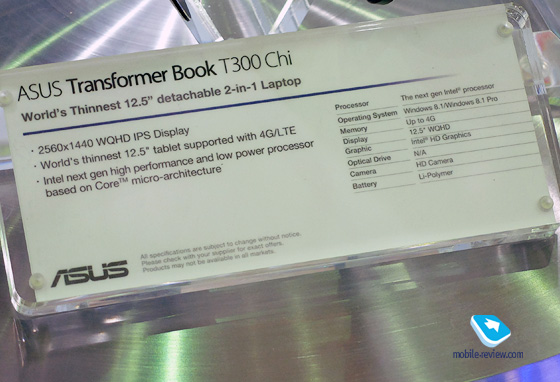 ASUS Transformer Book T300 Chi
World's Thinnest 12.5" detachable 2-in-1 Laptop
· 2560x1440 WQHD IPS Display
· World's thinnest 12.5" tablet supported with 4G/LTE
· Intel next gen high performance and low power processor
based on Core™ micro-architecture
Processor The next gen Intel® processor
Operating System Windows 8.1/Windows 8.1 Pro
Memory Up to 4G
Display 12.5" WQHD
Graphic Intel® HD Graphics
Optical Drive N/A
Camera HD Camera
Battery Li-Polymer
ASUS
All specifications are subject to change without notice.
Please check with your supplier for exact offers.
Products may not be available in all markets.
mobile-review.com